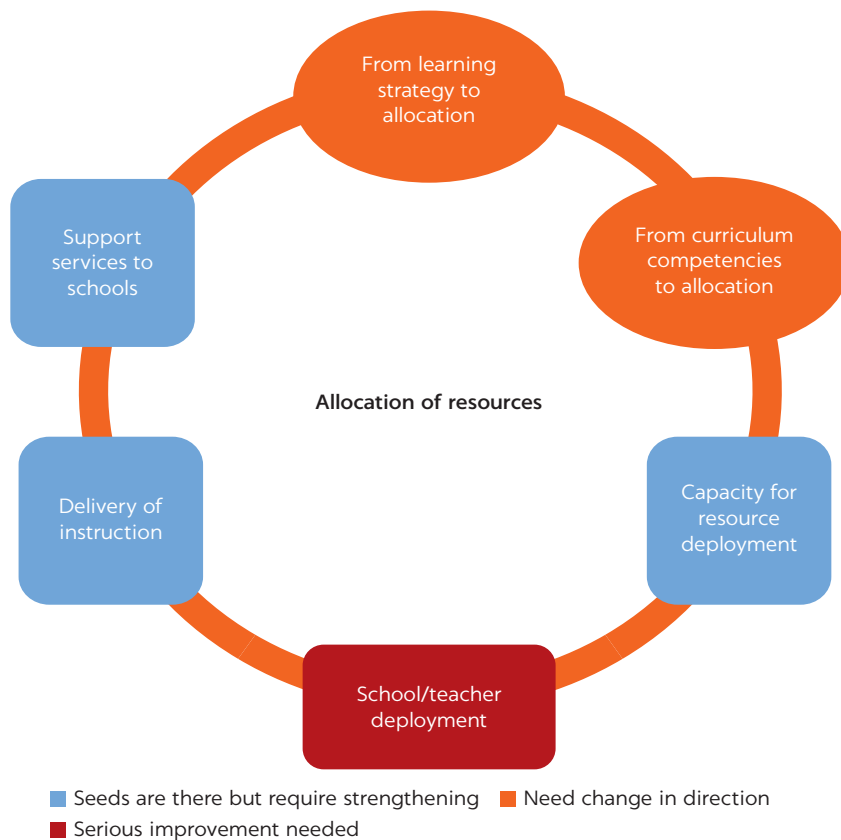 From learning
strategy to
allocation
From curriculum
competencies
to allocation
Support
services to
schools
Allocation of resources
Delivery of
instruction
Capacity for
resource
deployment
School/teacher
deployment
Seeds are there but require strengthening
Need change in direction
Serious improvement needed